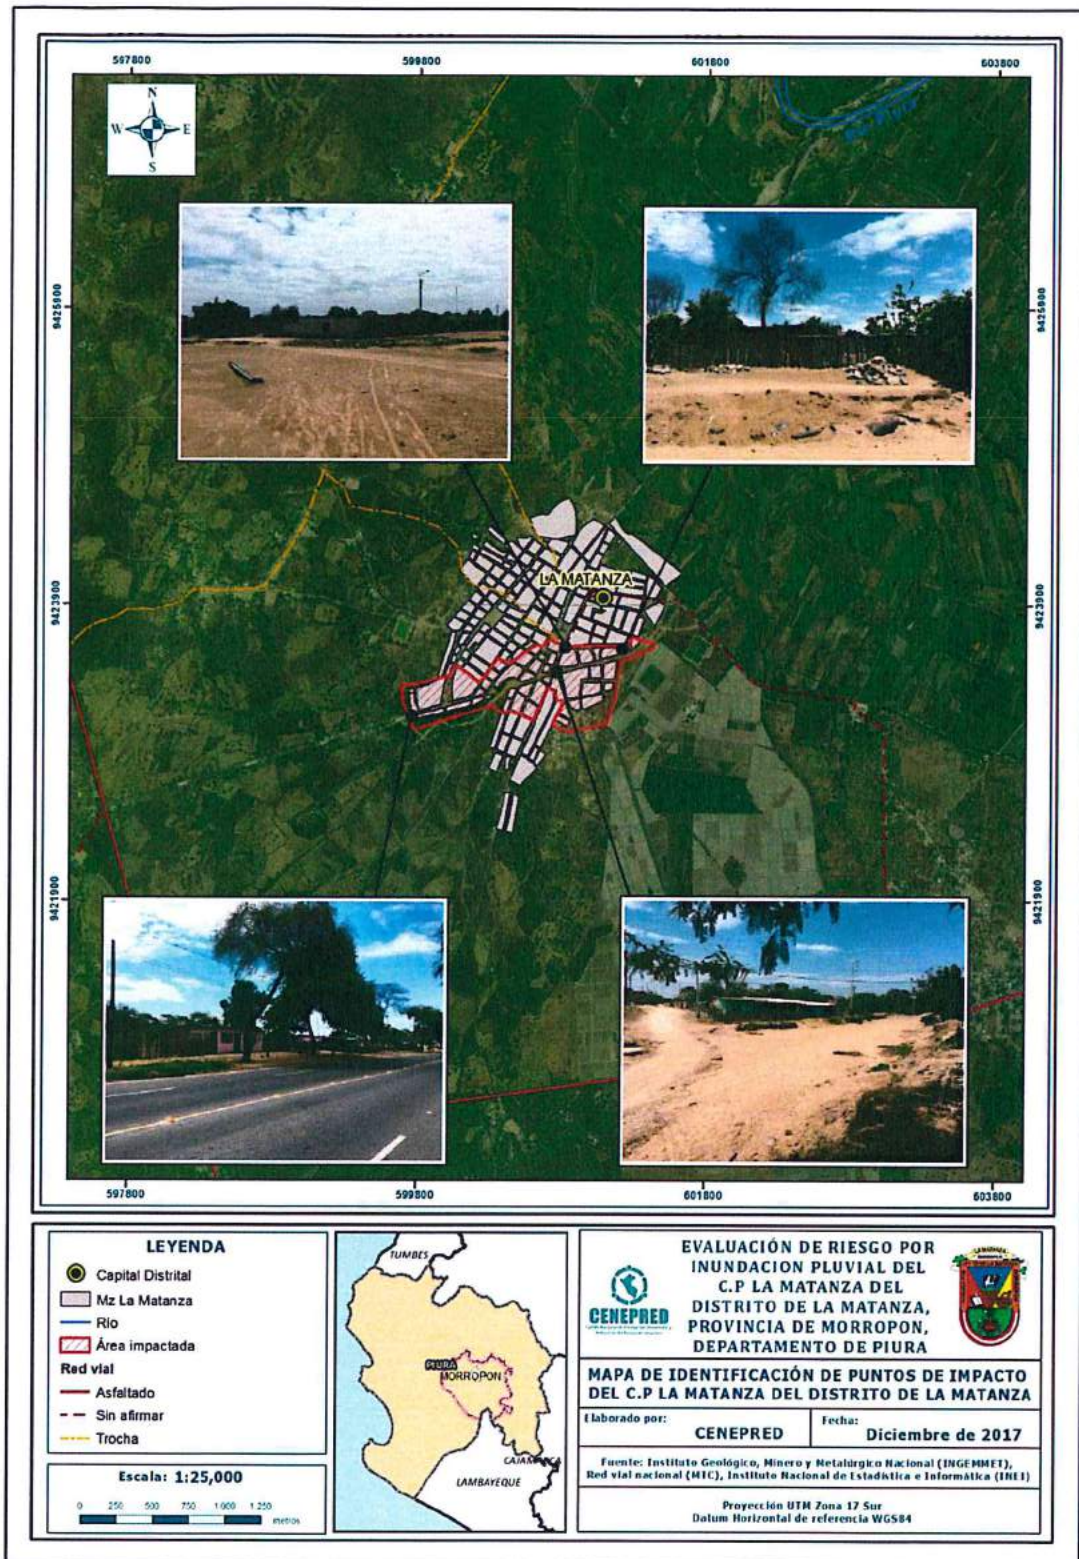 597800 599800 601800 603800
N
W E
S
9425900
9425900
LA MATANZA
9423900
9423900
9421900
9421900
597800 599800 601800 603800
LEYENDA
Capital Distrital
Mz La Matanza
Río
Área impactada
Red vial
Asfaltado
Sin afirmar
Trocha
Escala: 1:25,000
0 250 500 750 1.000 1.250
metros
TUMBES
PIURA
MORROPON
CAJAMARCA
LAMBAYEQUE
CENEPRED
EVALUACIÓN DE RIESGO POR
INUNDACION PLUVIAL DEL
C.P LA MATANZA DEL
DISTRITO DE LA MATANZA,
PROVINCIA DE MORROPON,
DEPARTAMENTO DE PIURA
MAPA DE IDENTIFICACIÓN DE PUNTOS DE IMPACTO
DEL C.P LA MATANZA DEL DISTRITO DE LA MATANZA
Elaborado por:
CENEPRED
Fecha:
Diciembre de 2017
Fuente: Instituto Geológico, Minero y Metalúrgico Nacional (INGEMMET),
Red vial nacional (MTC), Instituto Nacional de Estadística e Informática (INEI)
Proyección UTM Zona 17 Sur
Datum Horizontal de referencia WGS84